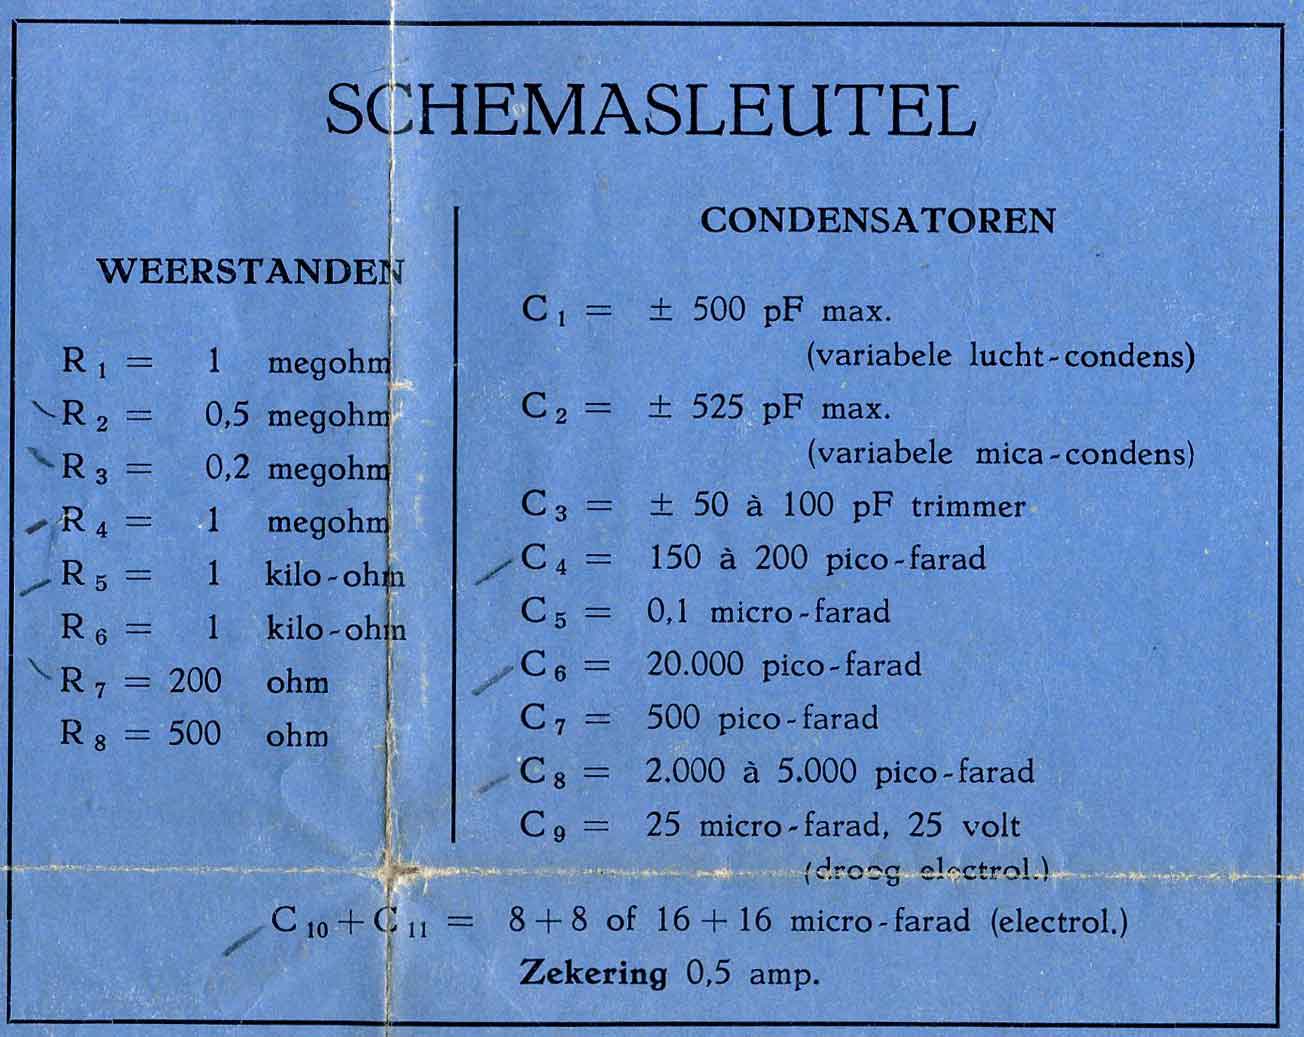 SCHEMASLEUTEL
WEERSTANDEN
R 1 = 1 megohm
R 2 = 0,5 megohm
R 3 = 0,2 megohm
R 4 = 1 megohm
R 5 = 1 kilo-ohm
R 6 = 1 kilo-ohm
R 7 = 200 ohm
R 8 = 500 ohm
CONDENSATOREN
C 1 = ± 500 pF max.
(variabele lucht-condens)
C 2 = ± 525 pF max.
(variabele mica-condens)
C 3 = ± 50 à 100 pF trimmer
C 4 = 150 à 200 pico-farad
C 5 = 0,1 micro-farad
C 6 = 20.000 pico-farad
C 7 = 500 pico-farad
C 8 = 2.000 à 5.000 pico-farad
C 9 = 25 micro-farad, 25 volt
(droog electrol.)
C 10 + C 11 = 8 + 8 of 16 + 16 micro-farad (electrol.)
Zekering 0,5 amp.